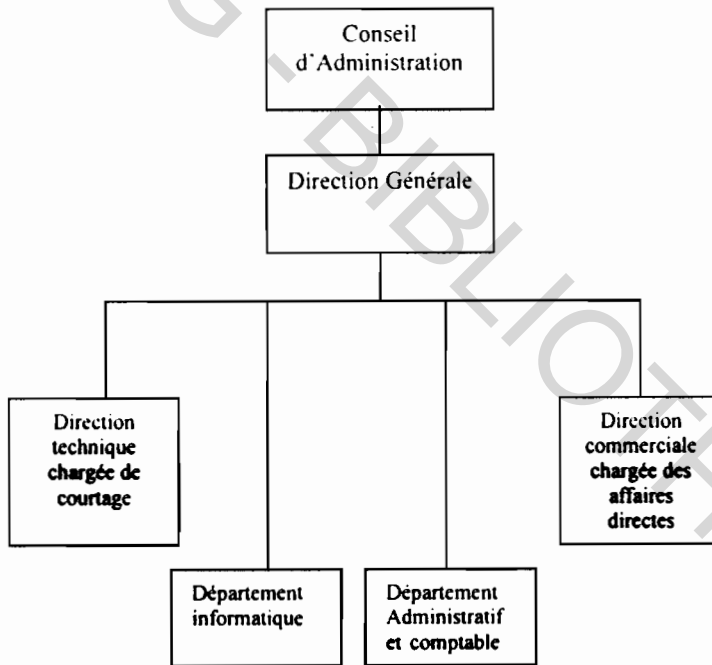 Conseil
d'Administration
Direction Générale
Direction
technique
chargée de
courtage
Direction
commerciale
chargée des
affaires
directes
Département
informatique
Département
Administratif
et comptable
G - BIBLIOTH